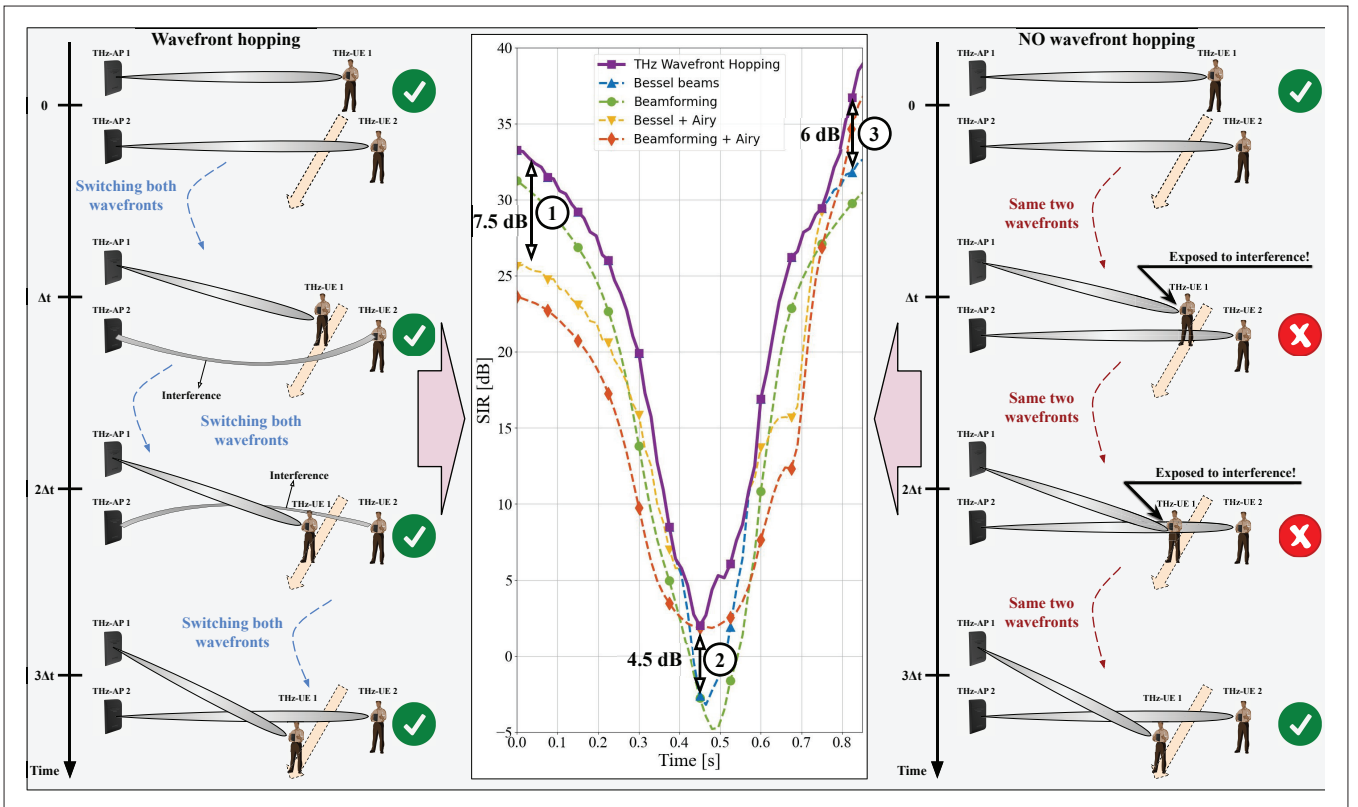 Wavefront hopping
THz-AP 1
THz-UE 1
0
THz-AP 2
THz-UE 2
Switching both
wavefronts
THz-AP 1
THz-UE 1
Δt
THz-AP 2
THz-UE 2
Interference
Switching both
wavefronts
THz-AP 1
Interference
2Δt
THz-AP 2
THz-UE 1
THz-UE 2
Switching both
wavefronts
THz-AP 1
3Δt
THz-AP 2
THz-UE 1
THz-UE 2
Time
40
35
30
25
20
15
10
5
0
−5
SIR [dB]
THz Wavefront Hopping
Bessel beams
Beamforming
Bessel + Airy
Beamforming + Airy
7.5 dB
1
4.5 dB
2
6 dB
3
0.0 0.1 0.2 0.3 0.4 0.5 0.6 0.7 0.8
Time [s]
NO wavefront hopping
THz-AP 1
THz-UE 1
0
THz-AP 2
THz-UE 2
Same two
wavefronts
THz-AP 1
Exposed to interference!
THz-UE 1
Δt
THz-AP 2
THz-UE 2
Same two
wavefronts
THz-AP 1
Exposed to interference!
2Δt
THz-AP 2
THz-UE 1
THz-UE 2
Same two
wavefronts
THz-AP 1
3Δt
THz-AP 2
THz-UE 1
THz-UE 2
Time